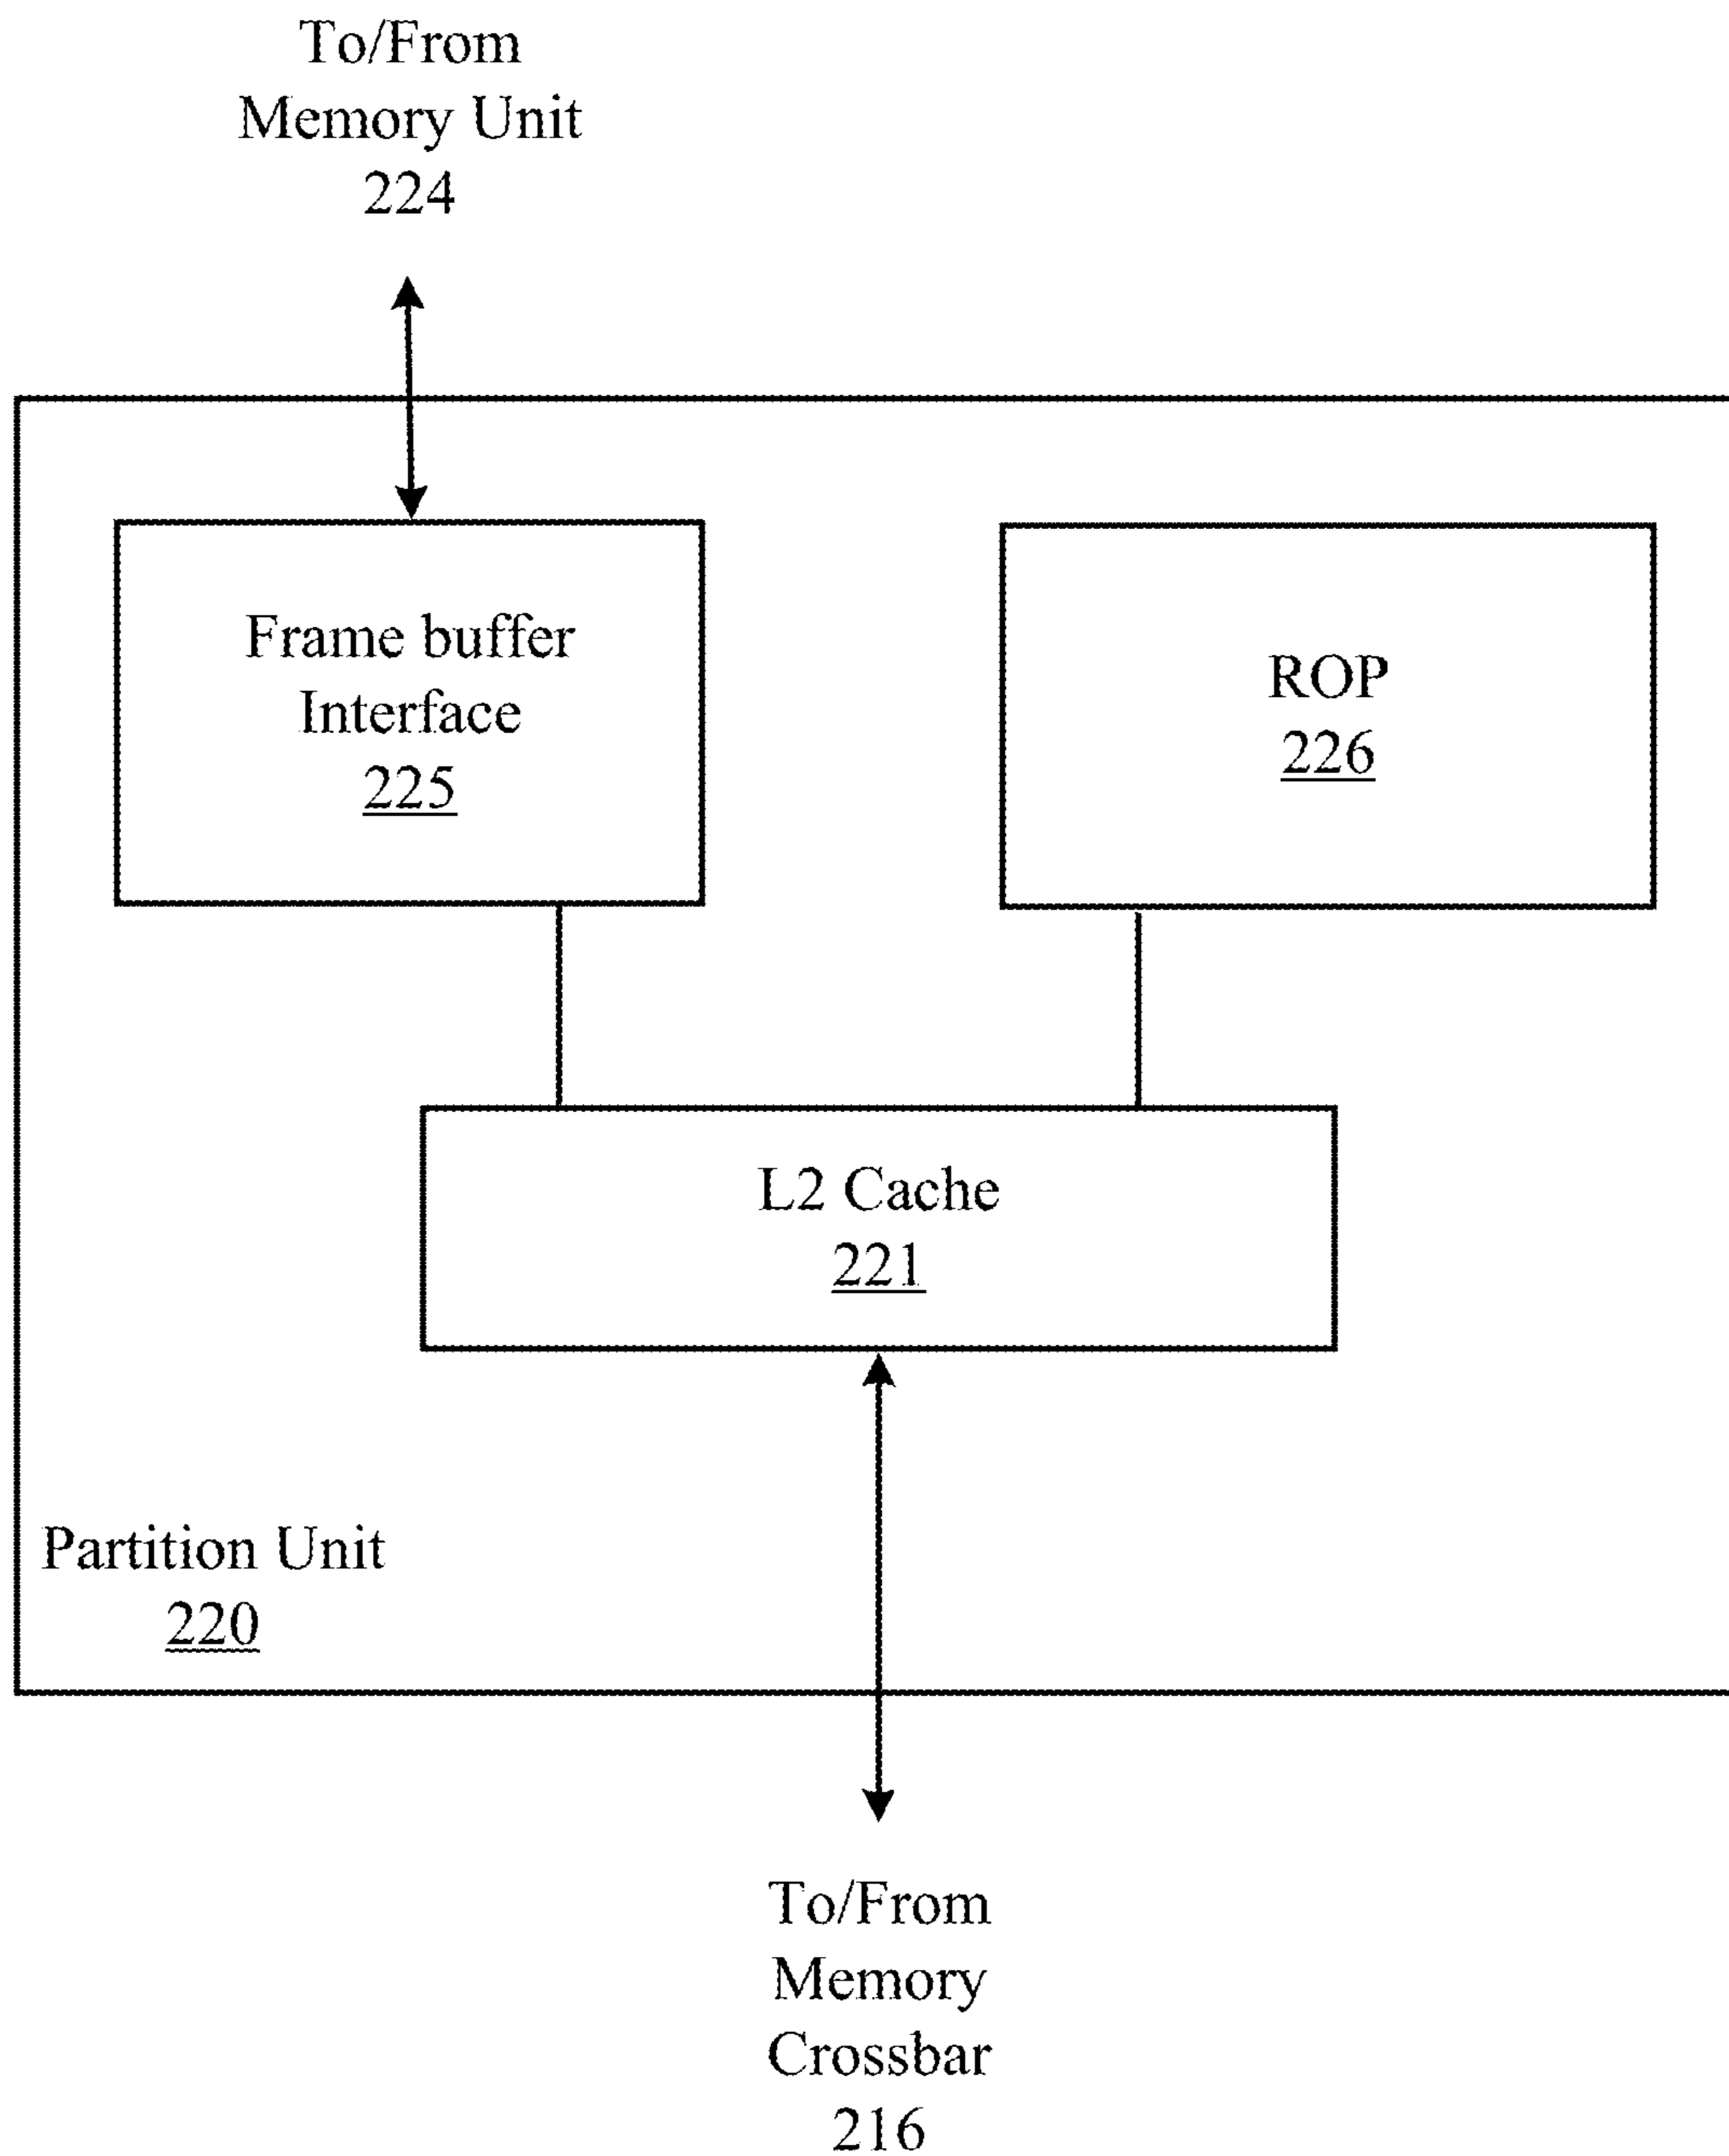 To/From
Memory Unit
224
Frame buffer
Interface
225
ROP
226
L2 Cache
221
Partition Unit
220
To/From
Memory
Crossbar
216